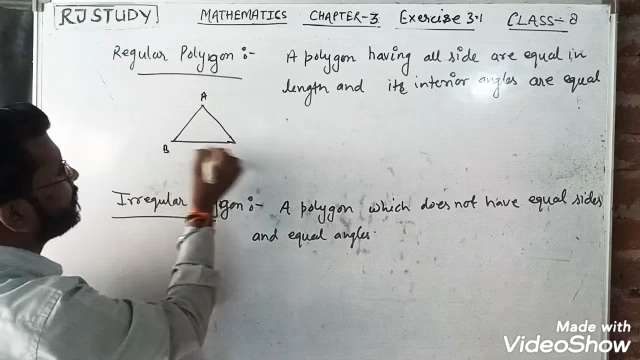 RJ STUDY MATHEMATICS CHAPTER-3 Exercise 3.1 CLASS-8
Regular Polygon :- A polygon having all side are equal in
length and its interior angles are equal
A
B
Irregular gon :- A polygon which does not have equal sides
and equal angles.
Made with
VideoShow